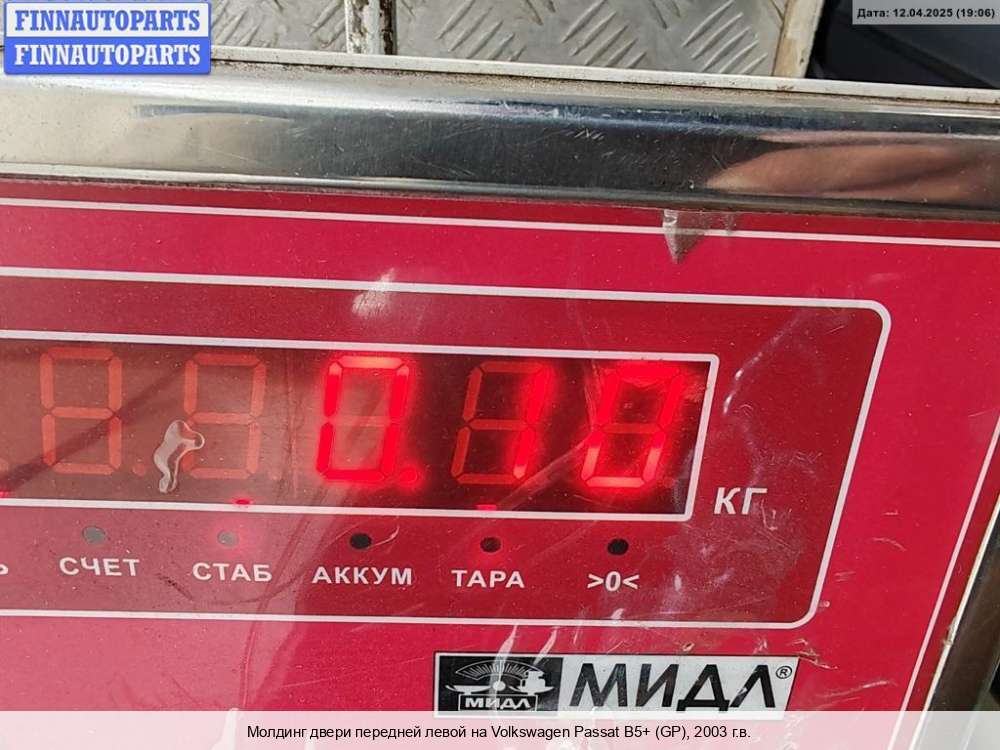 FINNAUTOPARTS
FINNAUTOPARTS
Дата: 12.04.2025 (19:06)
0.10
КГ
СЧЕТ СТАБ АККУМ ТАРА >0<
МИДЛ МИДЛ®
Молдинг двери передней левой на Volkswagen Passat B5+ (GP), 2003 г.в.